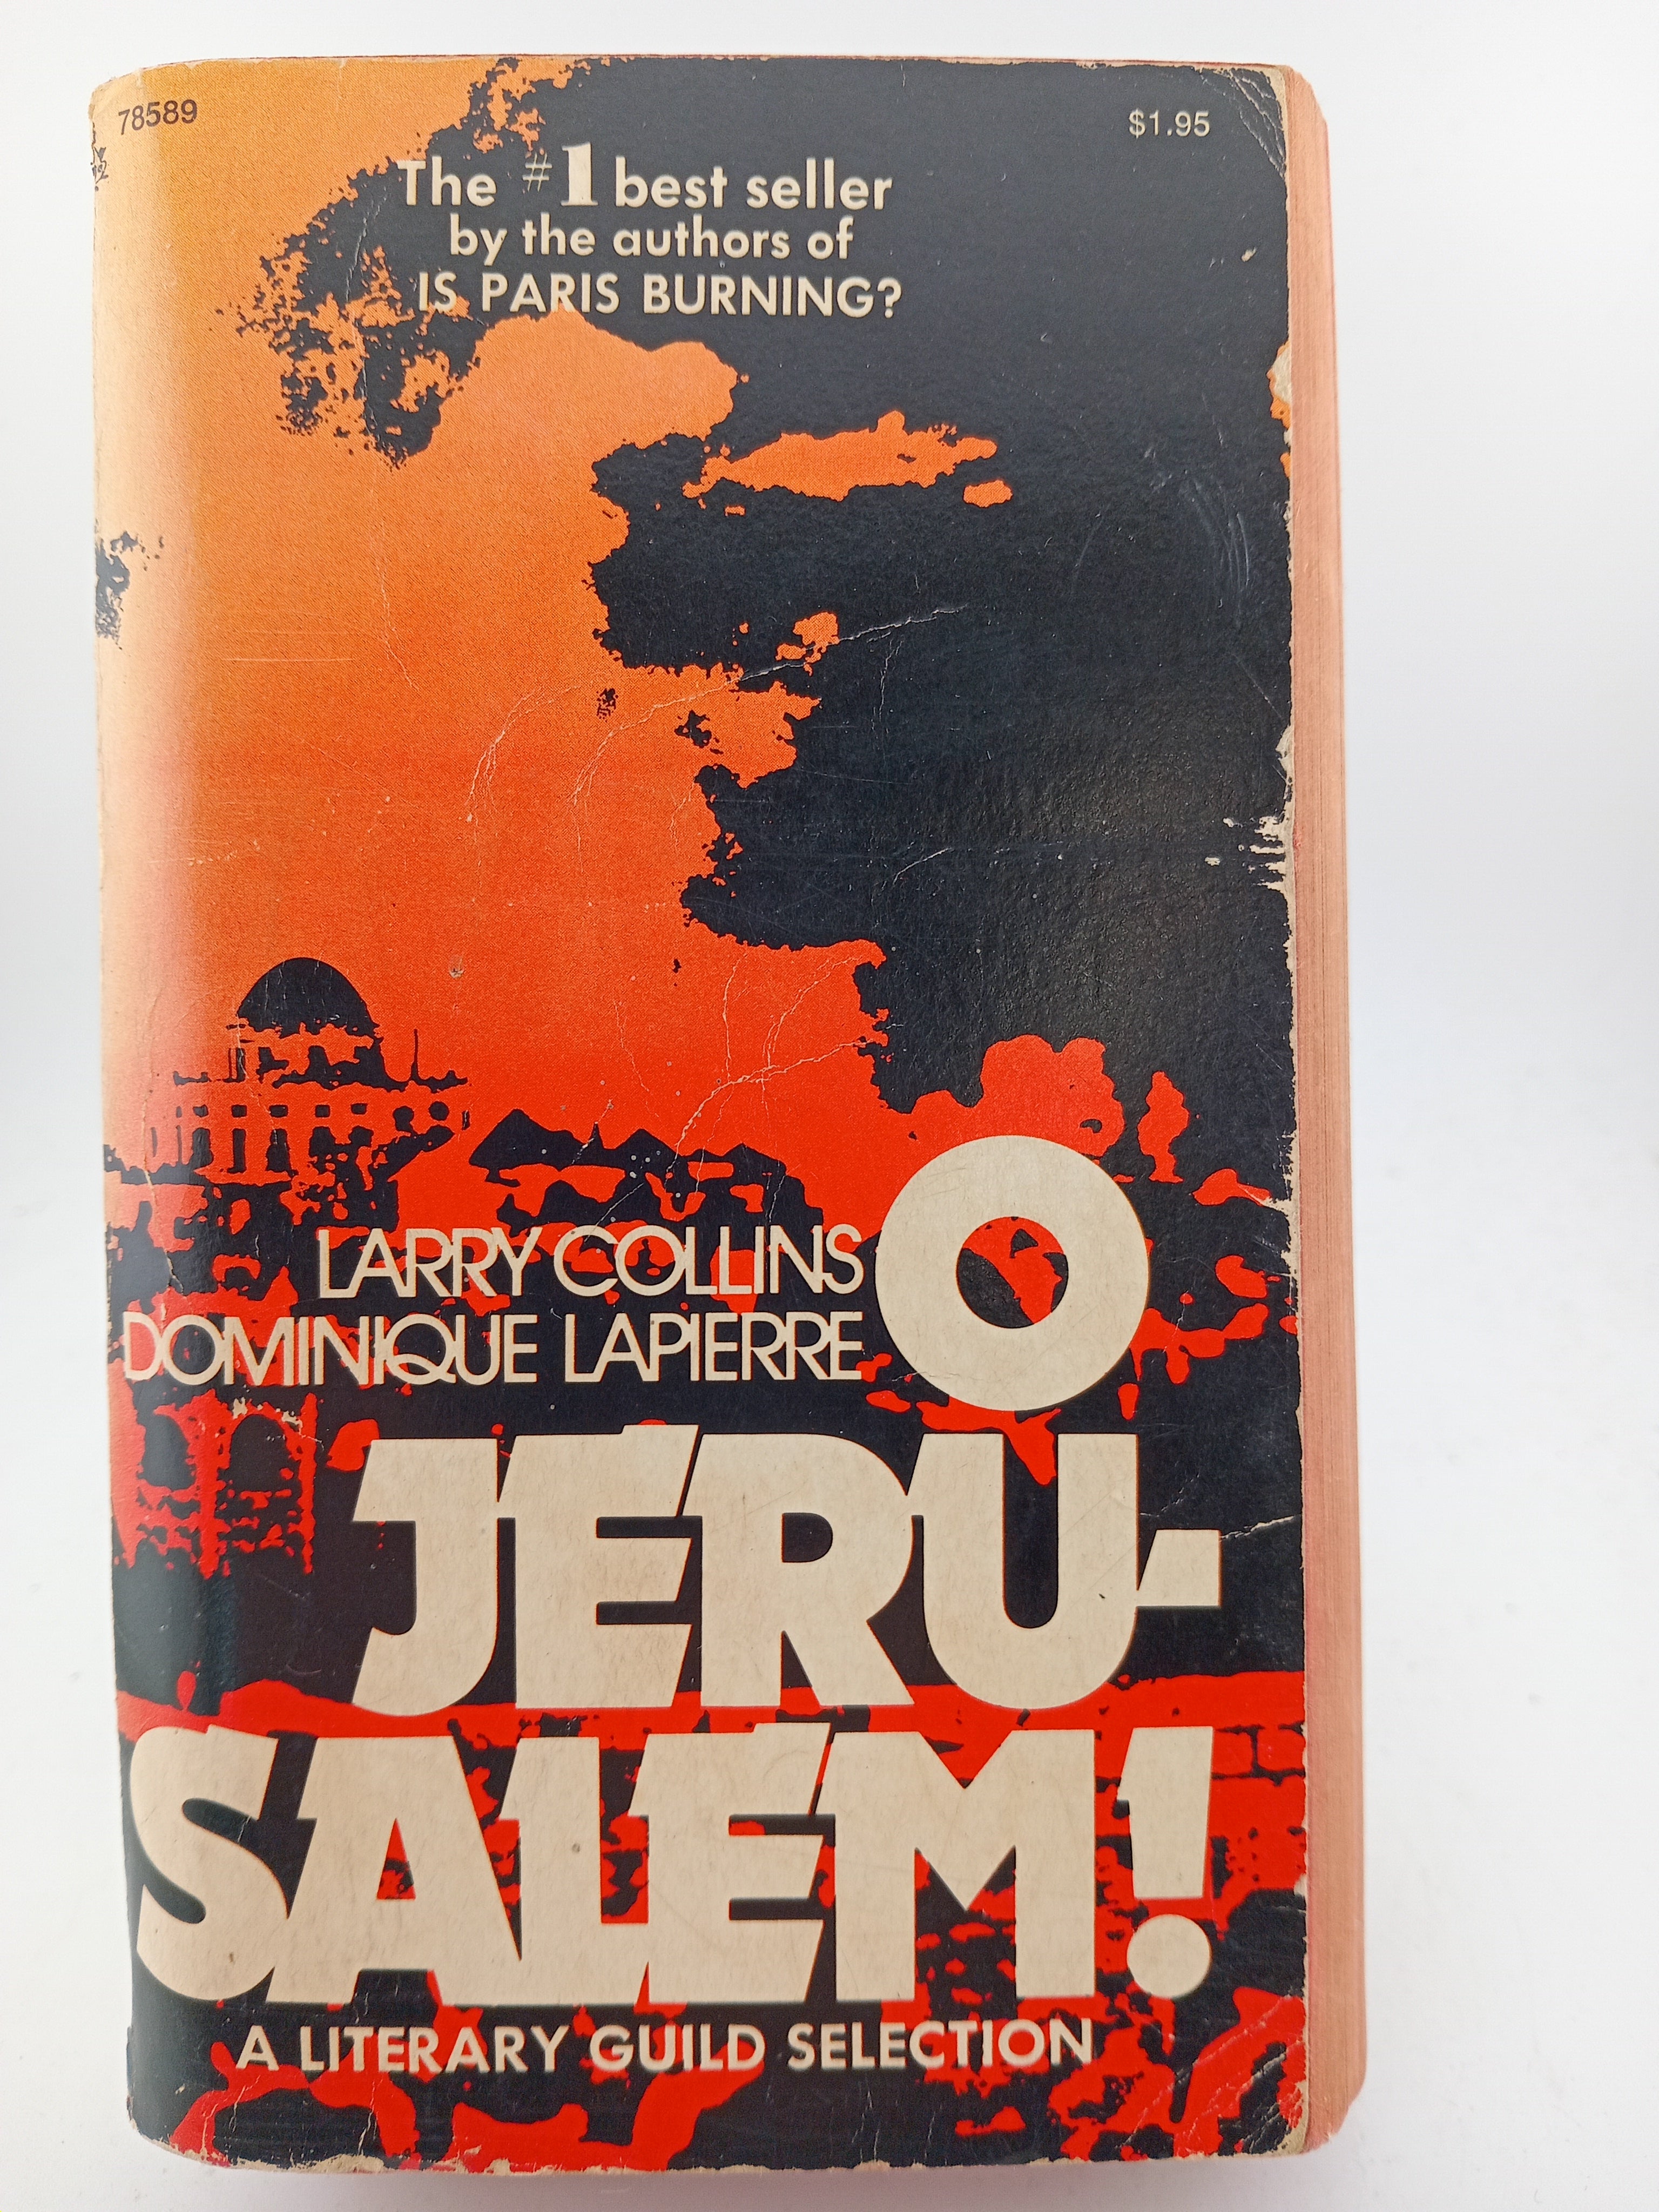 78589
$1.95
The #1 best seller
by the authors of
IS PARIS BURNING?
LARRY COLLINS
DOMINIQUE LAPIERRE
O
JERU-
SALEM!
A LITERARY GUILD SELECTION